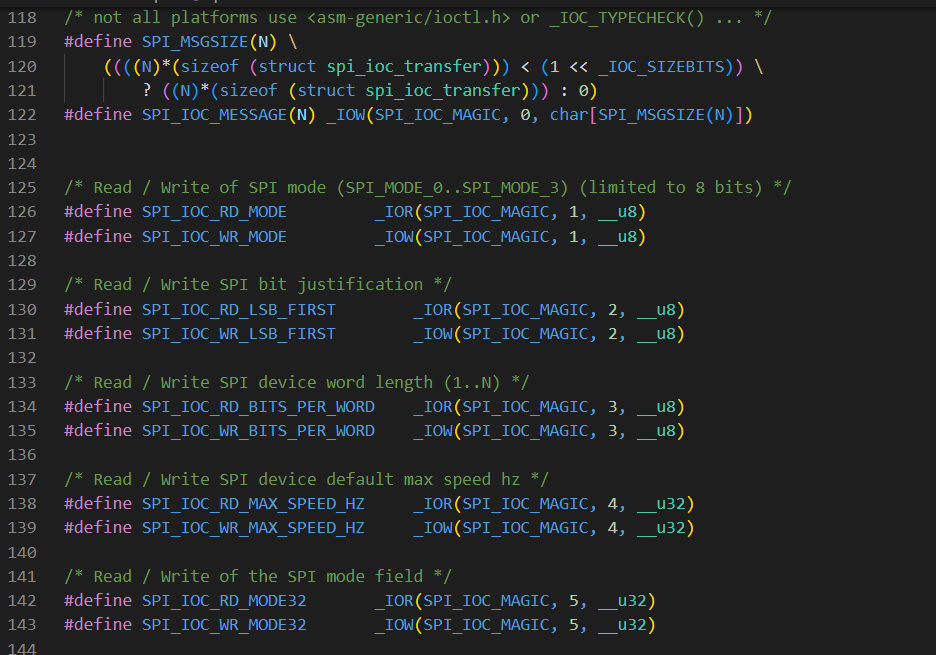 118 /* not all platforms use <asm-generic/ioctl.h> or _IOC_TYPECHECK() ... */
119 #define SPI_MSGSIZE(N) \
120 ((((N)*(sizeof (struct spi_ioc_transfer))) < (1 << _IOC_SIZEBITS)) \
121 ? ((N)*(sizeof (struct spi_ioc_transfer))) : 0)
122 #define SPI_IOC_MESSAGE(N) _IOW(SPI_IOC_MAGIC, 0, char[SPI_MSGSIZE(N)])
123
124
125 /* Read / Write of SPI mode (SPI_MODE_0..SPI_MODE_3) (limited to 8 bits) */
126 #define SPI_IOC_RD_MODE _IOR(SPI_IOC_MAGIC, 1, __u8)
127 #define SPI_IOC_WR_MODE _IOW(SPI_IOC_MAGIC, 1, __u8)
128
129 /* Read / Write SPI bit justification */
130 #define SPI_IOC_RD_LSB_FIRST _IOR(SPI_IOC_MAGIC, 2, __u8)
131 #define SPI_IOC_WR_LSB_FIRST _IOW(SPI_IOC_MAGIC, 2, __u8)
132
133 /* Read / Write SPI device word length (1..N) */
134 #define SPI_IOC_RD_BITS_PER_WORD _IOR(SPI_IOC_MAGIC, 3, __u8)
135 #define SPI_IOC_WR_BITS_PER_WORD _IOW(SPI_IOC_MAGIC, 3, __u8)
136
137 /* Read / Write SPI device default max speed hz */
138 #define SPI_IOC_RD_MAX_SPEED_HZ _IOR(SPI_IOC_MAGIC, 4, __u32)
139 #define SPI_IOC_WR_MAX_SPEED_HZ _IOW(SPI_IOC_MAGIC, 4, __u32)
140
141 /* Read / Write of the SPI mode field */
142 #define SPI_IOC_RD_MODE32 _IOR(SPI_IOC_MAGIC, 5, __u32)
143 #define SPI_IOC_WR_MODE32 _IOW(SPI_IOC_MAGIC, 5, __u32)
144